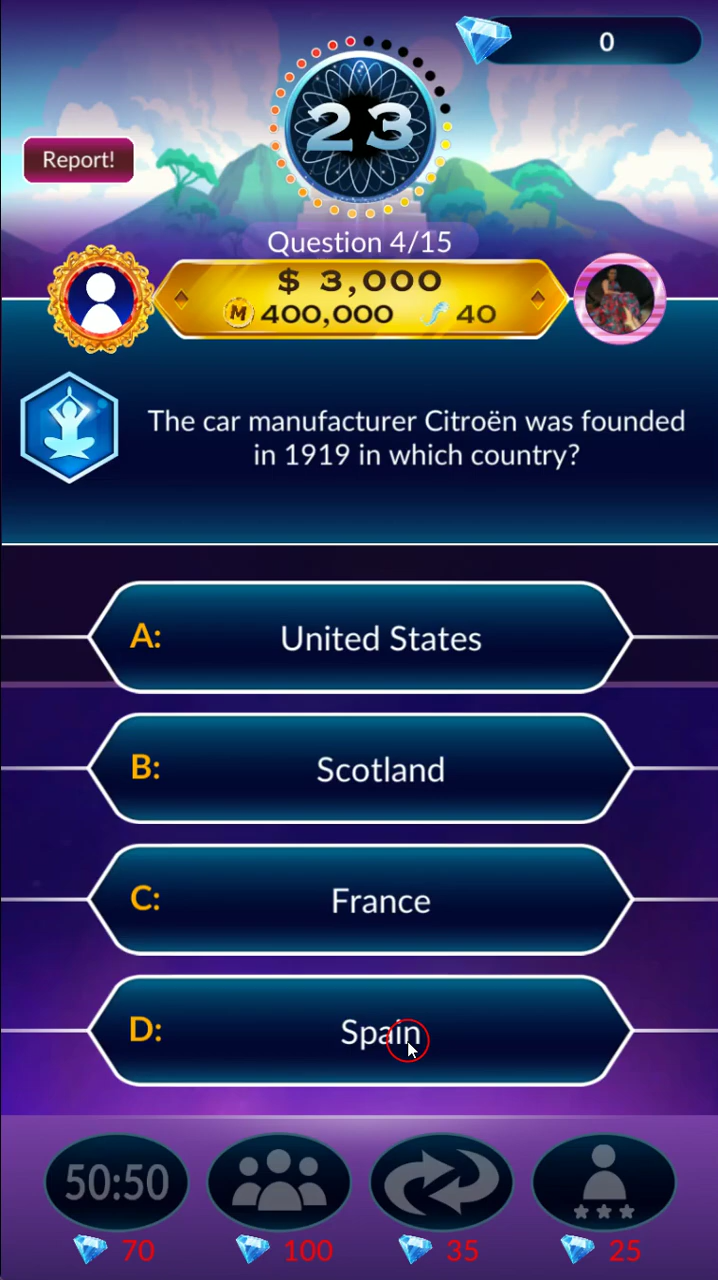 0
23
Report!
Question 4/15
$ 3,000
M 400,000 40
The car manufacturer Citroën was founded
in 1919 in which country?
A: United States
B: Scotland
C: France
D: Spain
50:50
70 100 35 25